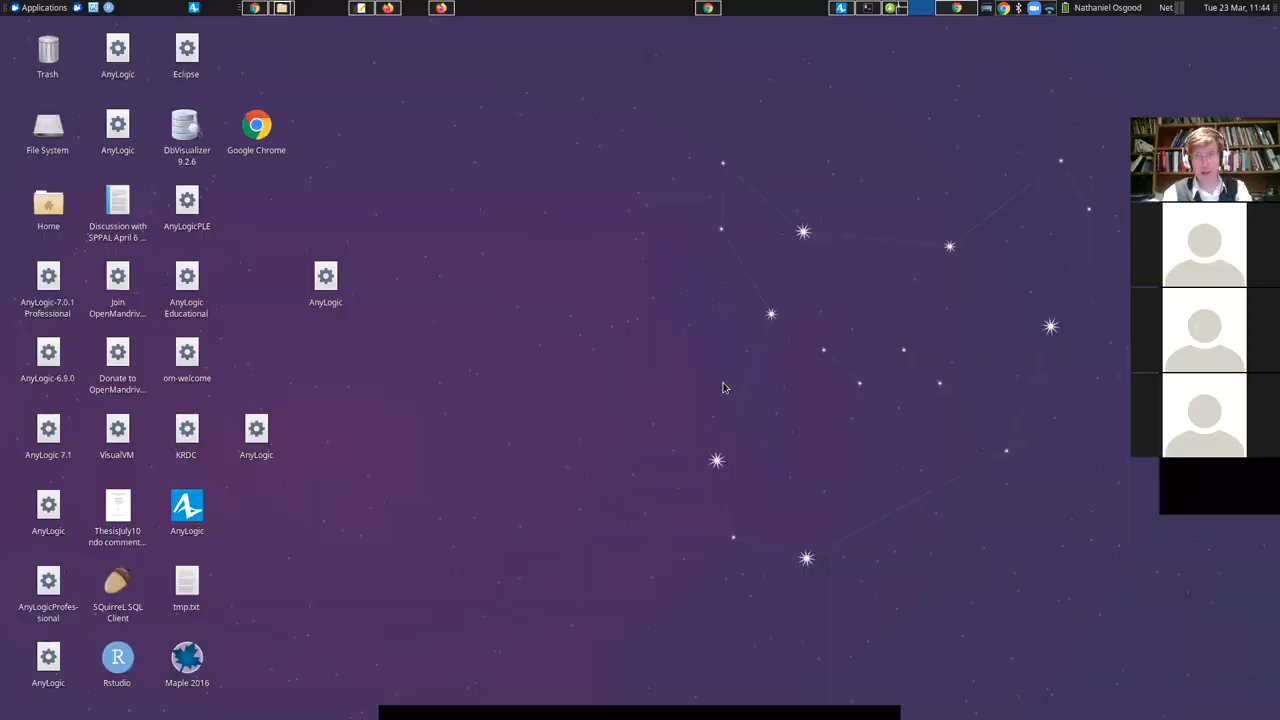 Applications
Nathaniel Osgood
Net
Tue 23 Mar, 11:44
Trash
AnyLogic
Eclipse
File System
AnyLogic
DbVisualizer
9.2.6
Google Chrome
Home
Discussion with
SPPAL April 6 ...
AnyLogicPLE
AnyLogic-7.0.1
Professional
Join
OpenMandriv...
AnyLogic
Educational
AnyLogic
AnyLogic-6.9.0
Donate to
OpenMandriv...
om-welcome
AnyLogic 7.1
VisualVM
KRDC
AnyLogic
AnyLogic
ThesisJuly10
ndo comment...
AnyLogic
AnyLogicProfes-
sional
SQuirreL SQL
Client
tmp.txt
AnyLogic
R
Rstudio
Maple 2016